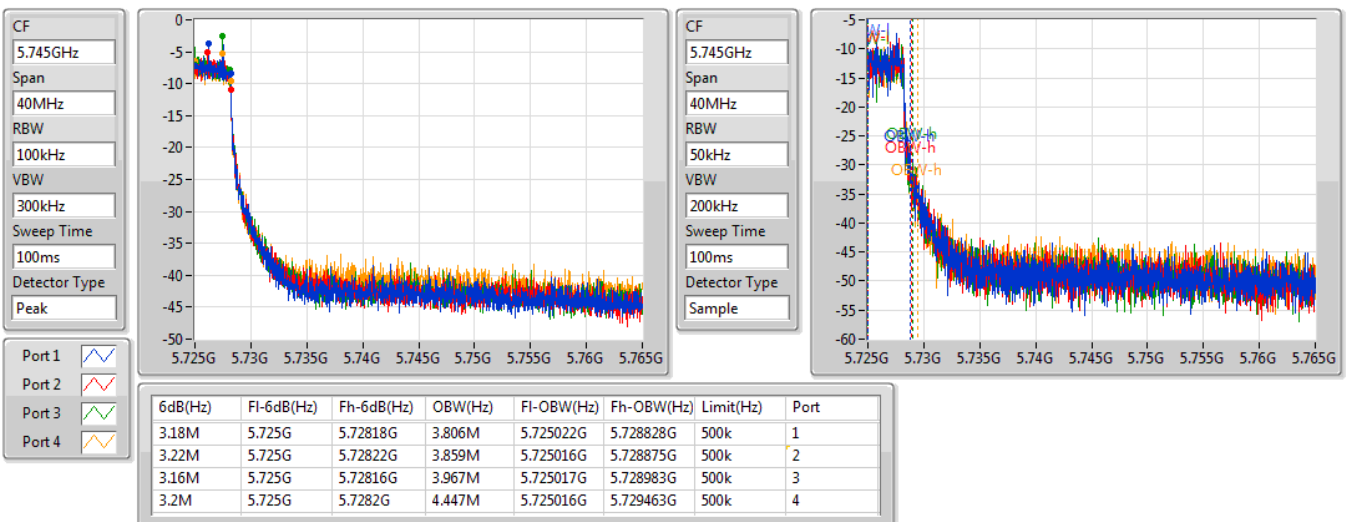 CF
5.745GHz
Span
40MHz
RBW
100kHz
VBW
300kHz
Sweep Time
100ms
Detector Type
Peak
0-
-5-
-10-
-15-
-20-
-25-
-30-
-35-
-40-
-45-
-50-
5.725G 5.73G 5.735G 5.74G 5.745G 5.75G 5.755G 5.76G 5.765G
CF
5.745GHz
Span
40MHz
RBW
50kHz
VBW
200kHz
Sweep Time
100ms
Detector Type
Sample
-5-
-10-
-15-
-20-
-25-
-30-
-35-
-40-
-45-
-50-
-55-
-60-
OBW-h
OBW-h
OBW-h
5.725G 5.73G 5.735G 5.74G 5.745G 5.75G 5.755G 5.76G 5.765G
Port 1
Port 2
Port 3
Port 4
6dB(Hz) Fl-6dB(Hz) Fh-6dB(Hz) OBW(Hz) Fl-OBW(Hz) Fh-OBW(Hz) Limit(Hz) Port
3.18M 5.725G 5.72818G 3.806M 5.725022G 5.728828G 500k 1
3.22M 5.725G 5.72822G 3.859M 5.725016G 5.728875G 500k 2
3.16M 5.725G 5.72816G 3.967M 5.725017G 5.728983G 500k 3
3.2M 5.725G 5.7282G 4.447M 5.725016G 5.729463G 500k 4